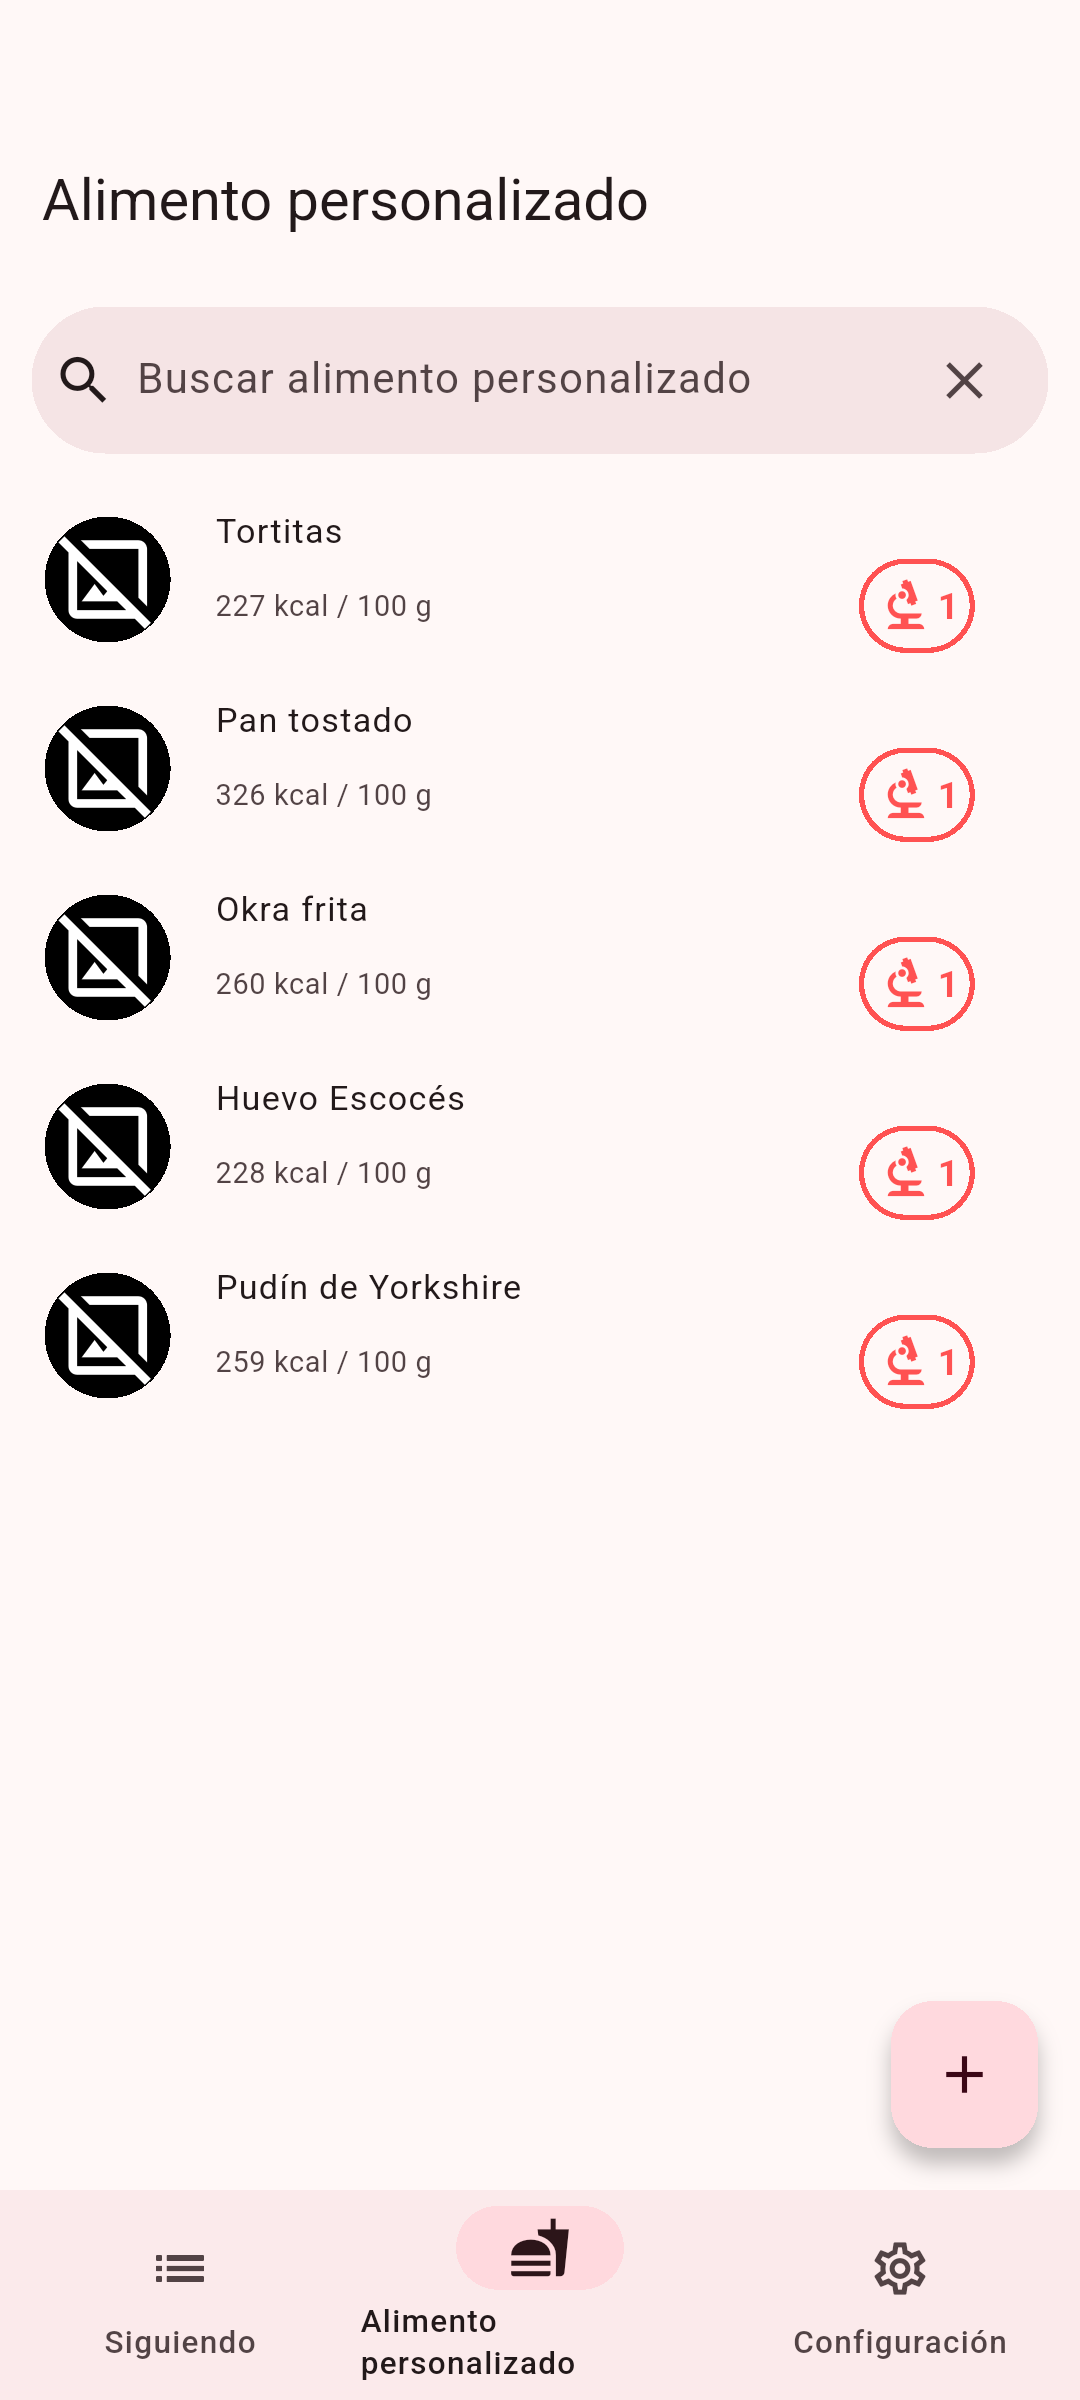 Alimento personalizado
Buscar alimento personalizado
Tortitas
227 kcal / 100 g
1
Pan tostado
326 kcal / 100 g
1
Okra frita
260 kcal / 100 g
1
Huevo Escocés
228 kcal / 100 g
1
Pudín de Yorkshire
259 kcal / 100 g
1
Siguiendo
Alimento
personalizado
Configuración